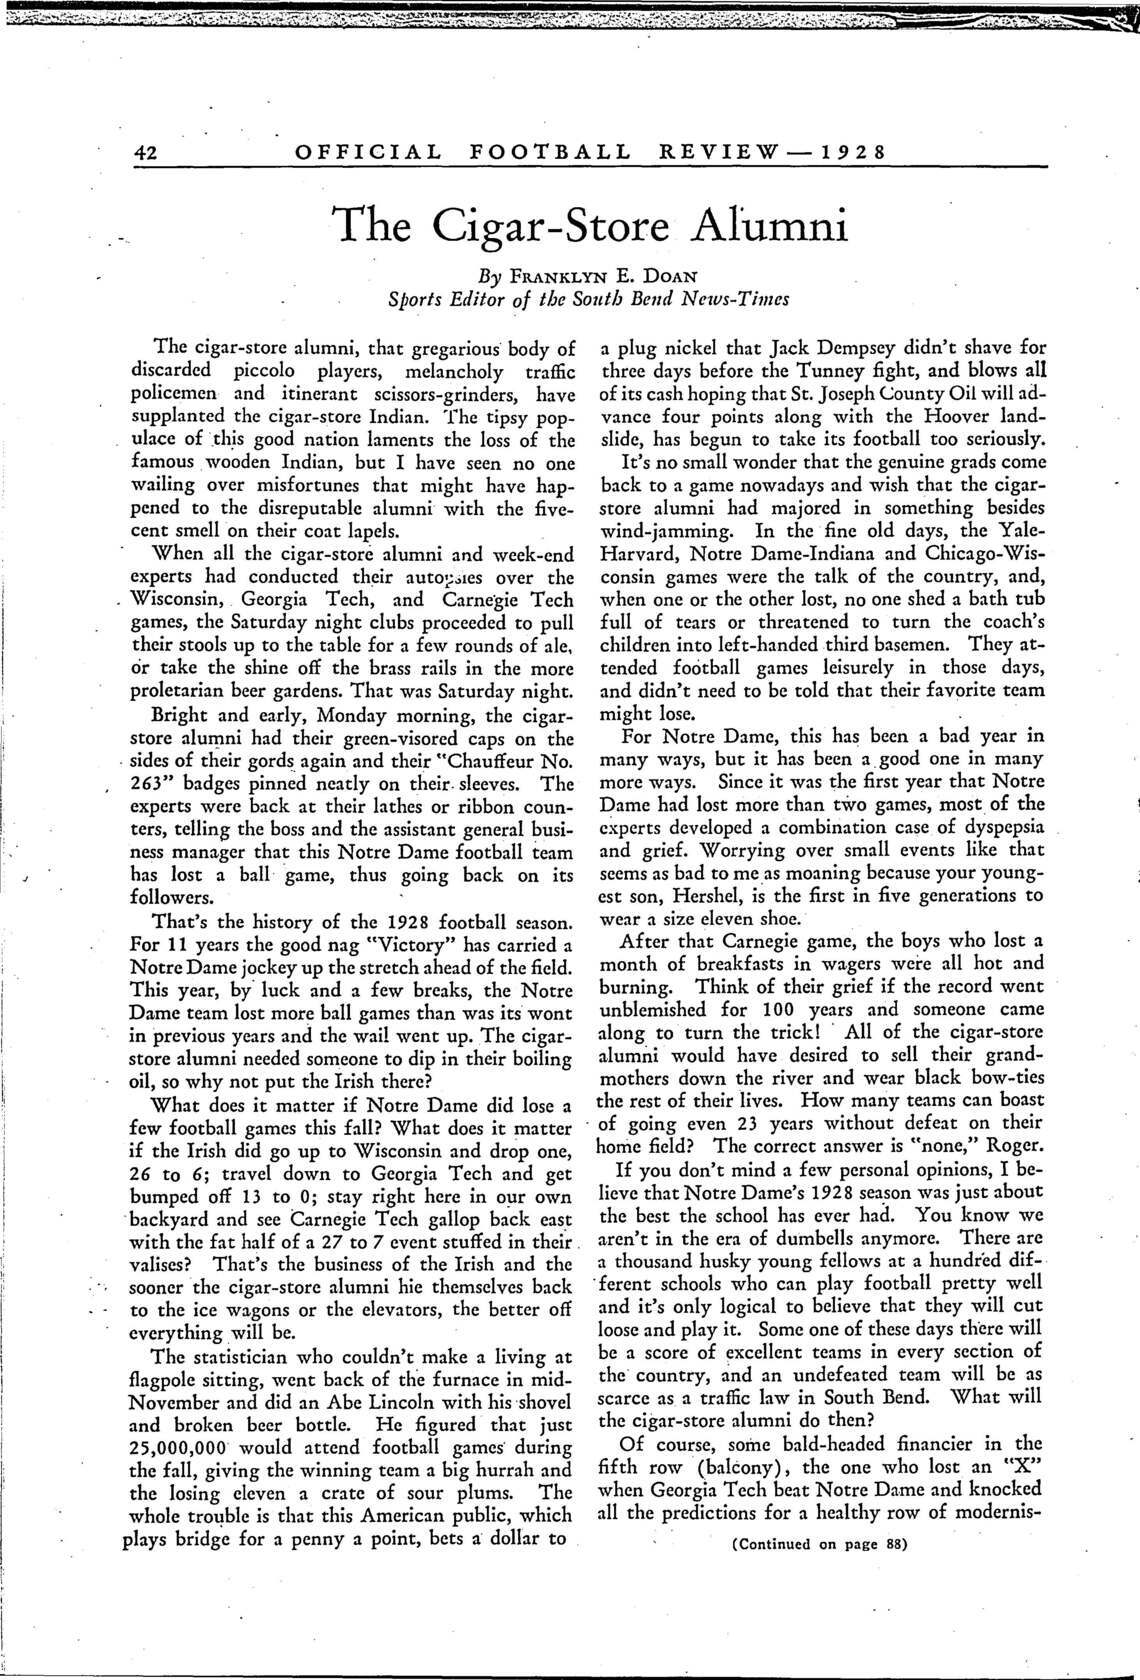 42 OFFICIAL FOOTBALL REVIEW—1928
The Cigar-Store Alumni
By FRANKLYN E. DOAN
Sports Editor of the South Bend News-Times
The cigar-store alumni, that gregarious body of
discarded piccolo players, melancholy traffic
policemen and itinerant scissors-grinders, have
supplanted the cigar-store Indian. The tipsy pop-
ulace of this good nation laments the loss of the
famous wooden Indian, but I have seen no one
wailing over misfortunes that might have hap-
pened to the disreputable alumni with the five-
cent smell on their coat lapels.
When all the cigar-store alumni and week-end
experts had conducted their autopsies over the
Wisconsin, Georgia Tech, and Carnegie Tech
games, the Saturday night clubs proceeded to pull
their stools up to the table for a few rounds of ale,
or take the shine off the brass rails in the more
proletarian beer gardens. That was Saturday night.
Bright and early, Monday morning, the cigar-
store alumni had their green-visored caps on the
sides of their gords again and their "Chauffeur No.
263" badges pinned neatly on their sleeves. The
experts were back at their lathes or ribbon coun-
ters, telling the boss and the assistant general busi-
ness manager that this Notre Dame football team
has lost a ball game, thus going back on its
followers.
That's the history of the 1928 football season.
For 11 years the good nag "Victory" has carried a
Notre Dame jockey up the stretch ahead of the field.
This year, by luck and a few breaks, the Notre
Dame team lost more ball games than was its wont
in previous years and the wail went up. The cigar-
store alumni needed someone to dip in their boiling
oil, so why not put the Irish there?
What does it matter if Notre Dame did lose a
few football games this fall? What does it matter
if the Irish did go up to Wisconsin and drop one,
26 to 6; travel down to Georgia Tech and get
bumped off 13 to 0; stay right here in our own
backyard and see Carnegie Tech gallop back east
with the fat half of a 27 to 7 event stuffed in their
valises? That's the business of the Irish and the
sooner the cigar-store alumni hie themselves back
to the ice wagons or the elevators, the better off
everything will be.
The statistician who couldn't make a living at
flagpole sitting, went back of the furnace in mid-
November and did an Abe Lincoln with his shovel
and broken beer bottle. He figured that just
25,000,000 would attend football games during
the fall, giving the winning team a big hurrah and
the losing eleven a crate of sour plums. The
whole trouble is that this American public, which
plays bridge for a penny a point, bets a dollar to
a plug nickel that Jack Dempsey didn't shave for
three days before the Tunney fight, and blows all
of its cash hoping that St. Joseph County Oil will ad-
vance four points along with the Hoover land-
slide, has begun to take its football too seriously.
It's no small wonder that the genuine grads come
back to a game nowadays and wish that the cigar-
store alumni had majored in something besides
wind-jamming. In the fine old days, the Yale-
Harvard, Notre Dame-Indiana and Chicago-Wis-
consin games were the talk of the country, and,
when one or the other lost, no one shed a bath tub
full of tears or threatened to turn the coach's
children into left-handed third basemen. They at-
tended football games leisurely in those days,
and didn't need to be told that their favorite team
might lose.
For Notre Dame, this has been a bad year in
many ways, but it has been a good one in many
more ways. Since it was the first year that Notre
Dame had lost more than two games, most of the
experts developed a combination case of dyspepsia
and grief. Worrying over small events like that
seems as bad to me as moaning because your young-
est son, Hershel, is the first in five generations to
wear a size eleven shoe.
After that Carnegie game, the boys who lost a
month of breakfasts in wagers were all hot and
burning. Think of their grief if the record went
unblemished for 100 years and someone came
along to turn the trick! All of the cigar-store
alumni would have desired to sell their grand-
mothers down the river and wear black bow-ties
the rest of their lives. How many teams can boast
of going even 23 years without defeat on their
home field? The correct answer is "none," Roger.
If you don't mind a few personal opinions, I be-
lieve that Notre Dame's 1928 season was just about
the best the school has ever had. You know we
aren't in the era of dumbells anymore. There are
a thousand husky young fellows at a hundred dif-
ferent schools who can play football pretty well
and it's only logical to believe that they will cut
loose and play it. Some one of these days there will
be a score of excellent teams in every section of
the country, and an undefeated team will be as
scarce as a traffic law in South Bend. What will
the cigar-store alumni do then?
Of course, some bald-headed financier in the
fifth row (balcony), the one who lost an "X"
when Georgia Tech beat Notre Dame and knocked
all the predictions for a healthy row of modernis-
(Continued on page 88)